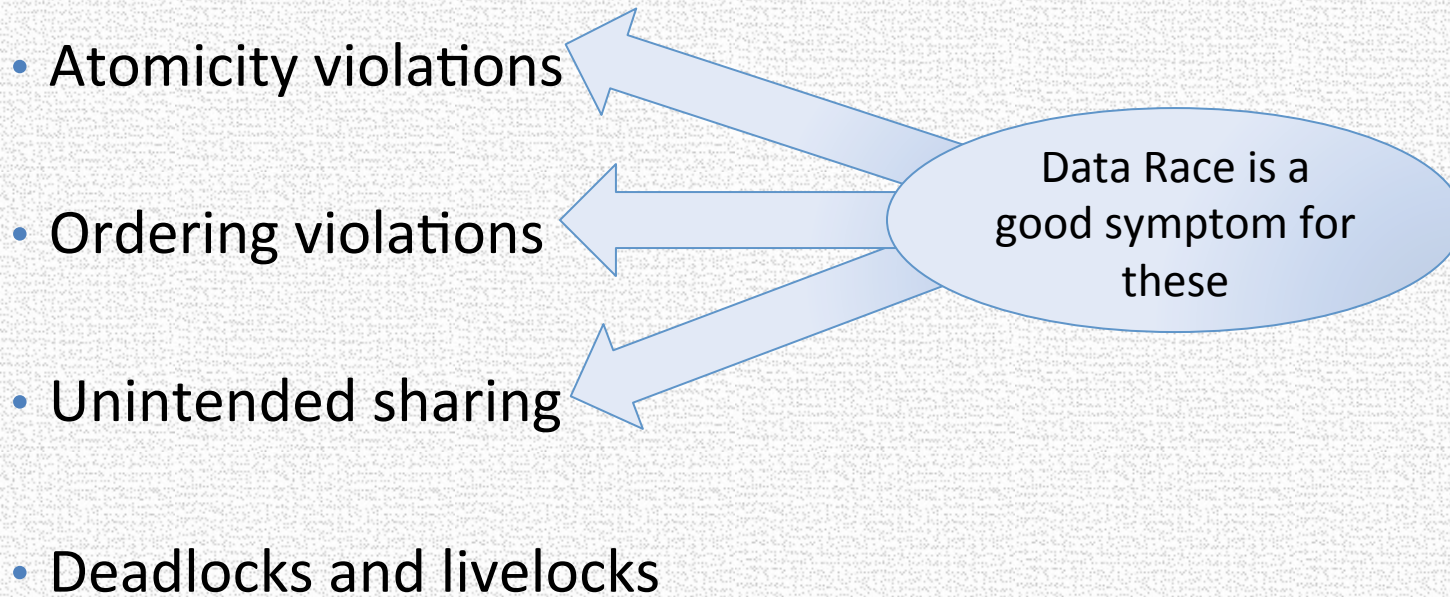 • Atomicity violations
• Ordering violations
• Unintended sharing
• Deadlocks and livelocks
Data Race is a
good symptom for
these